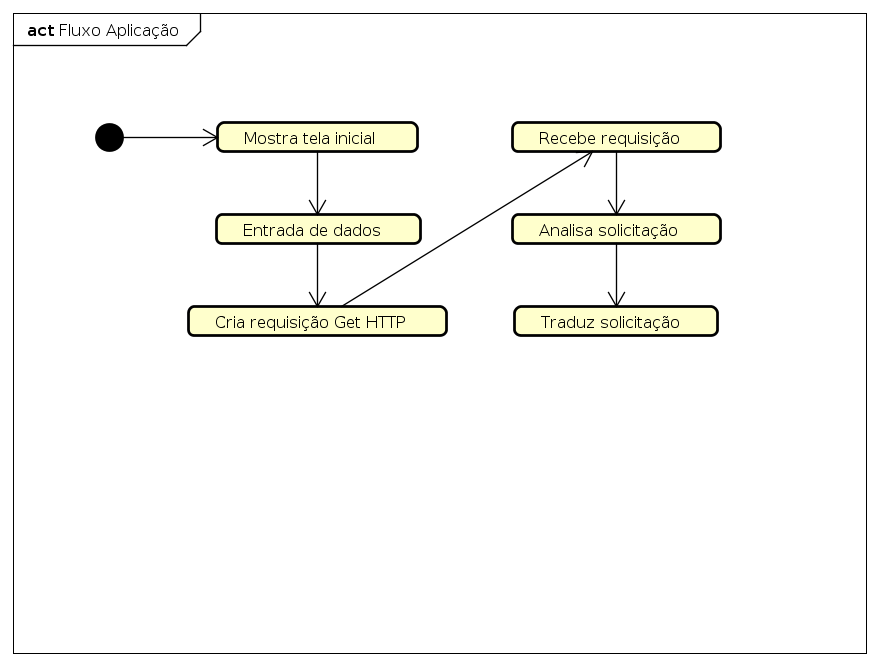 act Fluxo Aplicação
Mostra tela inicial
Entrada de dados
Cria requisição Get HTTP
Recebe requisição
Analisa solicitação
Traduz solicitação